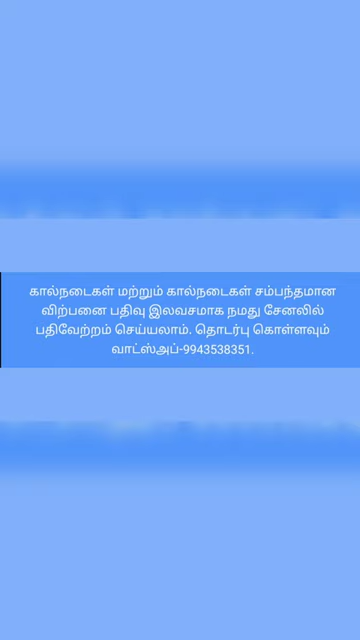 கால்நடைகள் மற்றும் கால்நடைகள் சம்பந்தமான
விற்பனை பதிவு இலவசமாக நமது சேனலில்
பதிவேற்றம் செய்யலாம். தொடர்பு கொள்ளவும்
வாட்ஸ்அப்-9943538351.